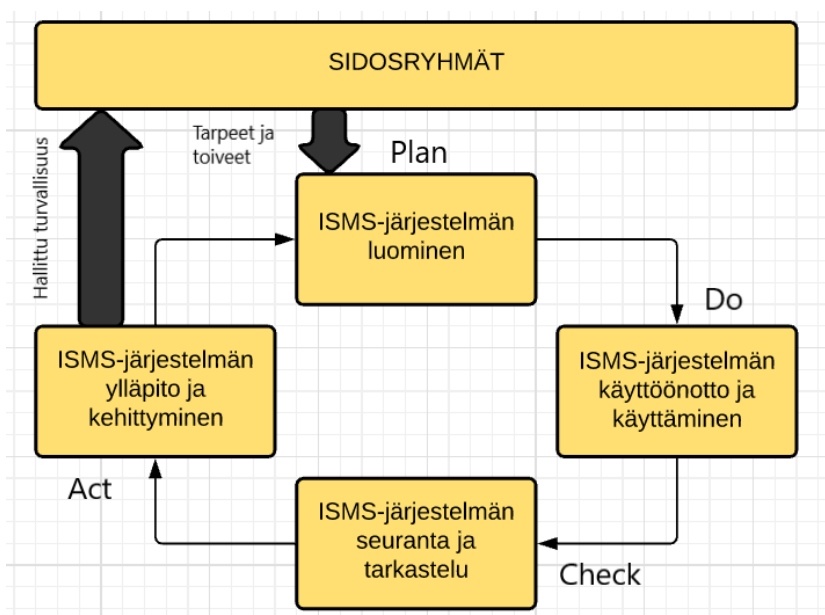 SIDOSRYHMÄT
Hallittu turvallisuus
Tarpeet ja
toiveet
Plan
ISMS-järjestelmän
luominen
Do
ISMS-järjestelmän
käyttöönotto ja
käyttäminen
ISMS-järjestelmän
ylläpito ja
kehittyminen
Act
ISMS-järjestelmän
seuranta ja
tarkastelu
Check